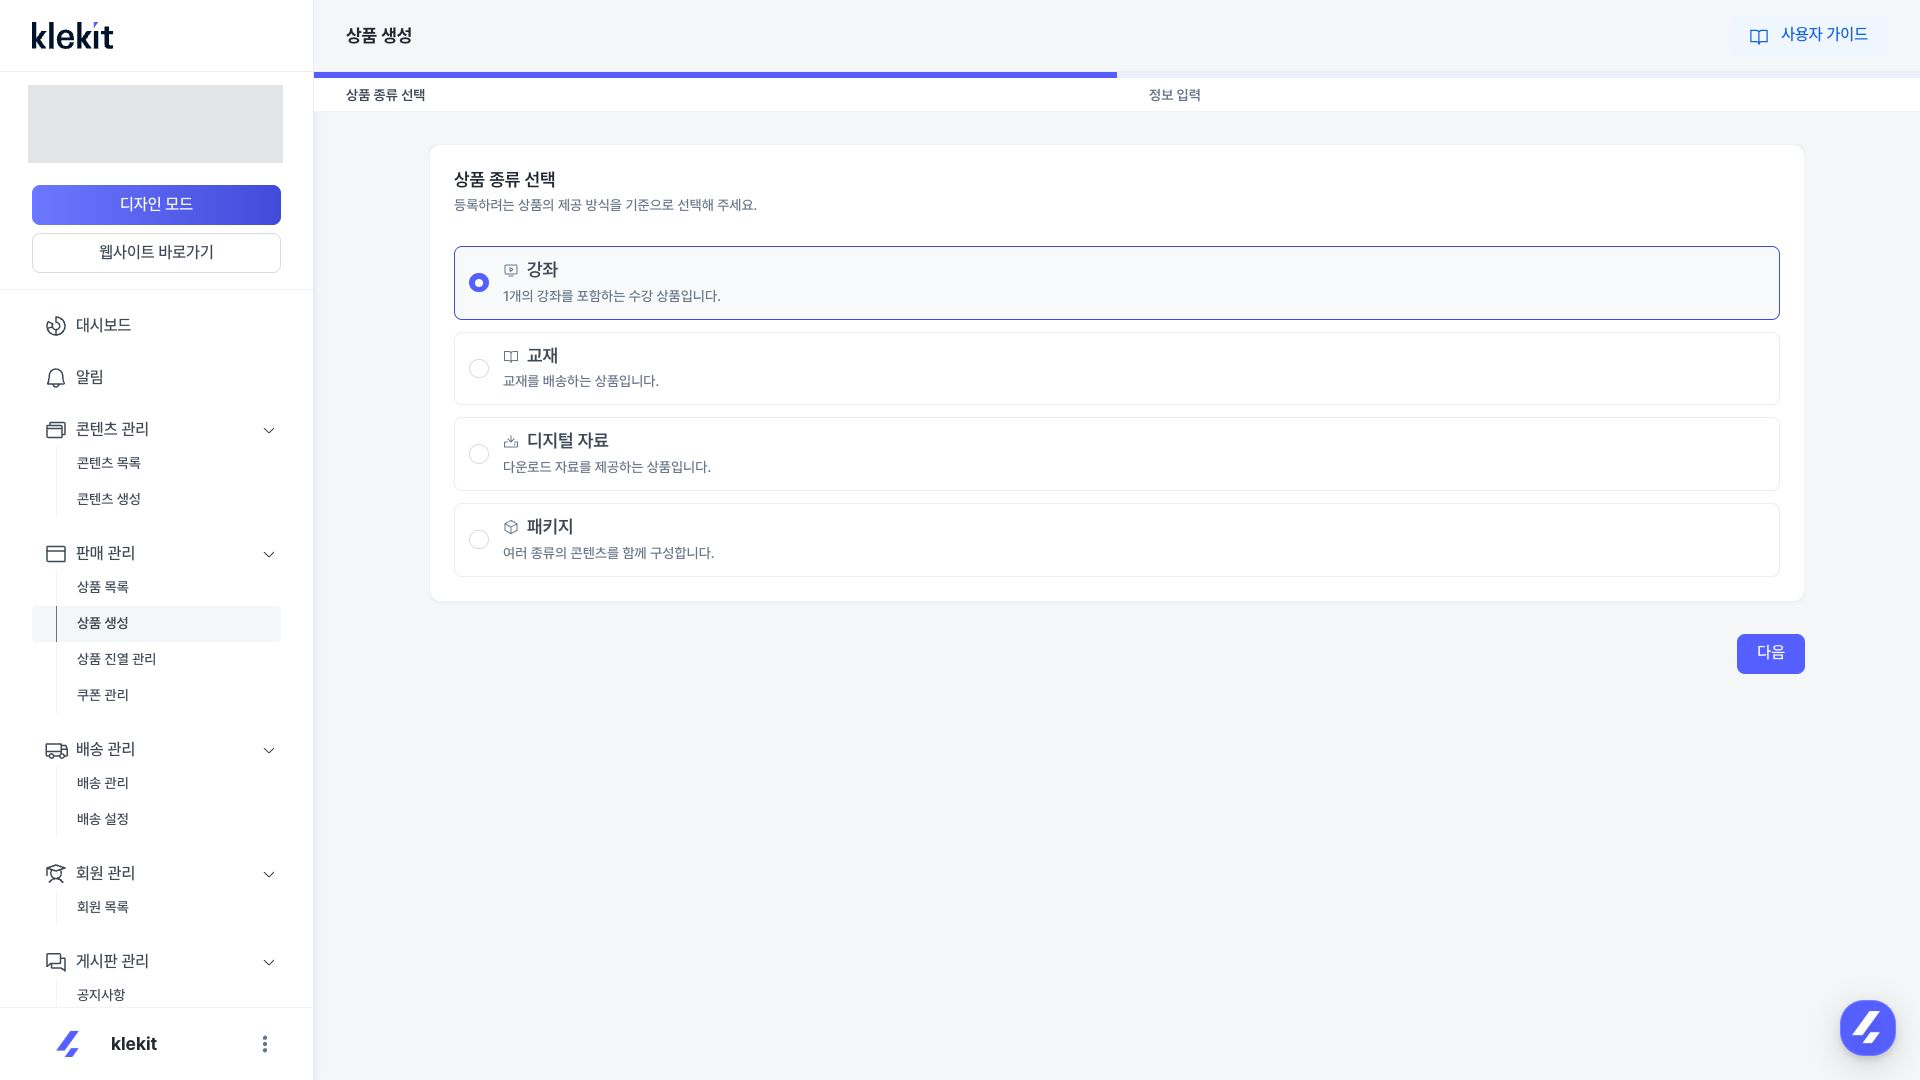 klekit
디자인 모드
웹사이트 바로가기
대시보드
알림
콘텐츠 관리
콘텐츠 목록
콘텐츠 생성
판매 관리
상품 목록
상품 생성
상품 진열 관리
쿠폰 관리
배송 관리
배송 관리
배송 설정
회원 관리
회원 목록
게시판 관리
공지사항
klekit
상품 생성
사용자 가이드
상품 종류 선택
정보 입력
상품 종류 선택
등록하려는 상품의 제공 방식을 기준으로 선택해 주세요.
강좌
1개의 강좌를 포함하는 수강 상품입니다.
교재
교재를 배송하는 상품입니다.
디지털 자료
다운로드 자료를 제공하는 상품입니다.
패키지
여러 종류의 콘텐츠를 함께 구성합니다.
다음